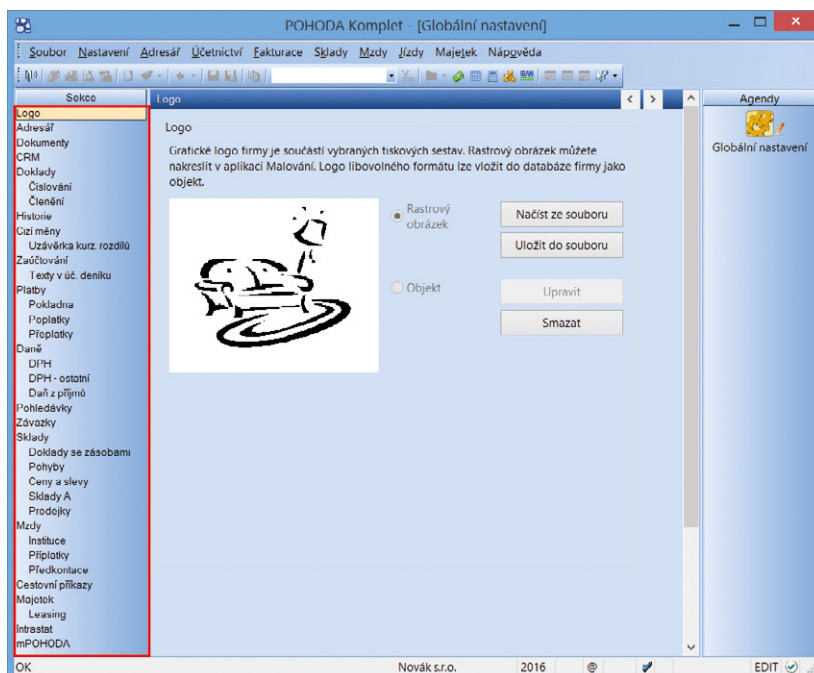 POHODA Komplet - [Globální nastavení]
Soubor Nastavení Adresář Účetnictví Fakturace Sklady Mzdy Jízdy Majetek Nápověda
Sekce
Logo
Adresář
Dokumenty
CRM
Doklady
Číslování
Členění
Historie
Cizí měny
Uzávěrka kurz. rozdílů
Zaúčtování
Texty v úč. deníku
Platby
Pokladna
Poplatky
Přeplatky
Daně
DPH
DPH - ostatní
Daň z příjmů
Pohledávky
Závazky
Sklady
Doklady se zásobami
Pohyby
Ceny a slevy
Sklady A
Prodejky
Mzdy
Instituce
Příplatky
Předkontace
Cestovní příkazy
Majetek
Leasing
Intrastat
mPOHODA
Logo
Logo
Grafické logo firmy je součástí vybraných tiskových sestav. Rastrový obrázek můžete
nakreslit v aplikaci Malování. Logo libovolného formátu lze vložit do databáze firmy jako
objekt.
Rastrový
obrázek
Načíst ze souboru
Uložit do souboru
Objekt
Upravit
Smazat
Agendy
Globální nastavení
OK
Novák s.r.o.
2016
@
EDIT